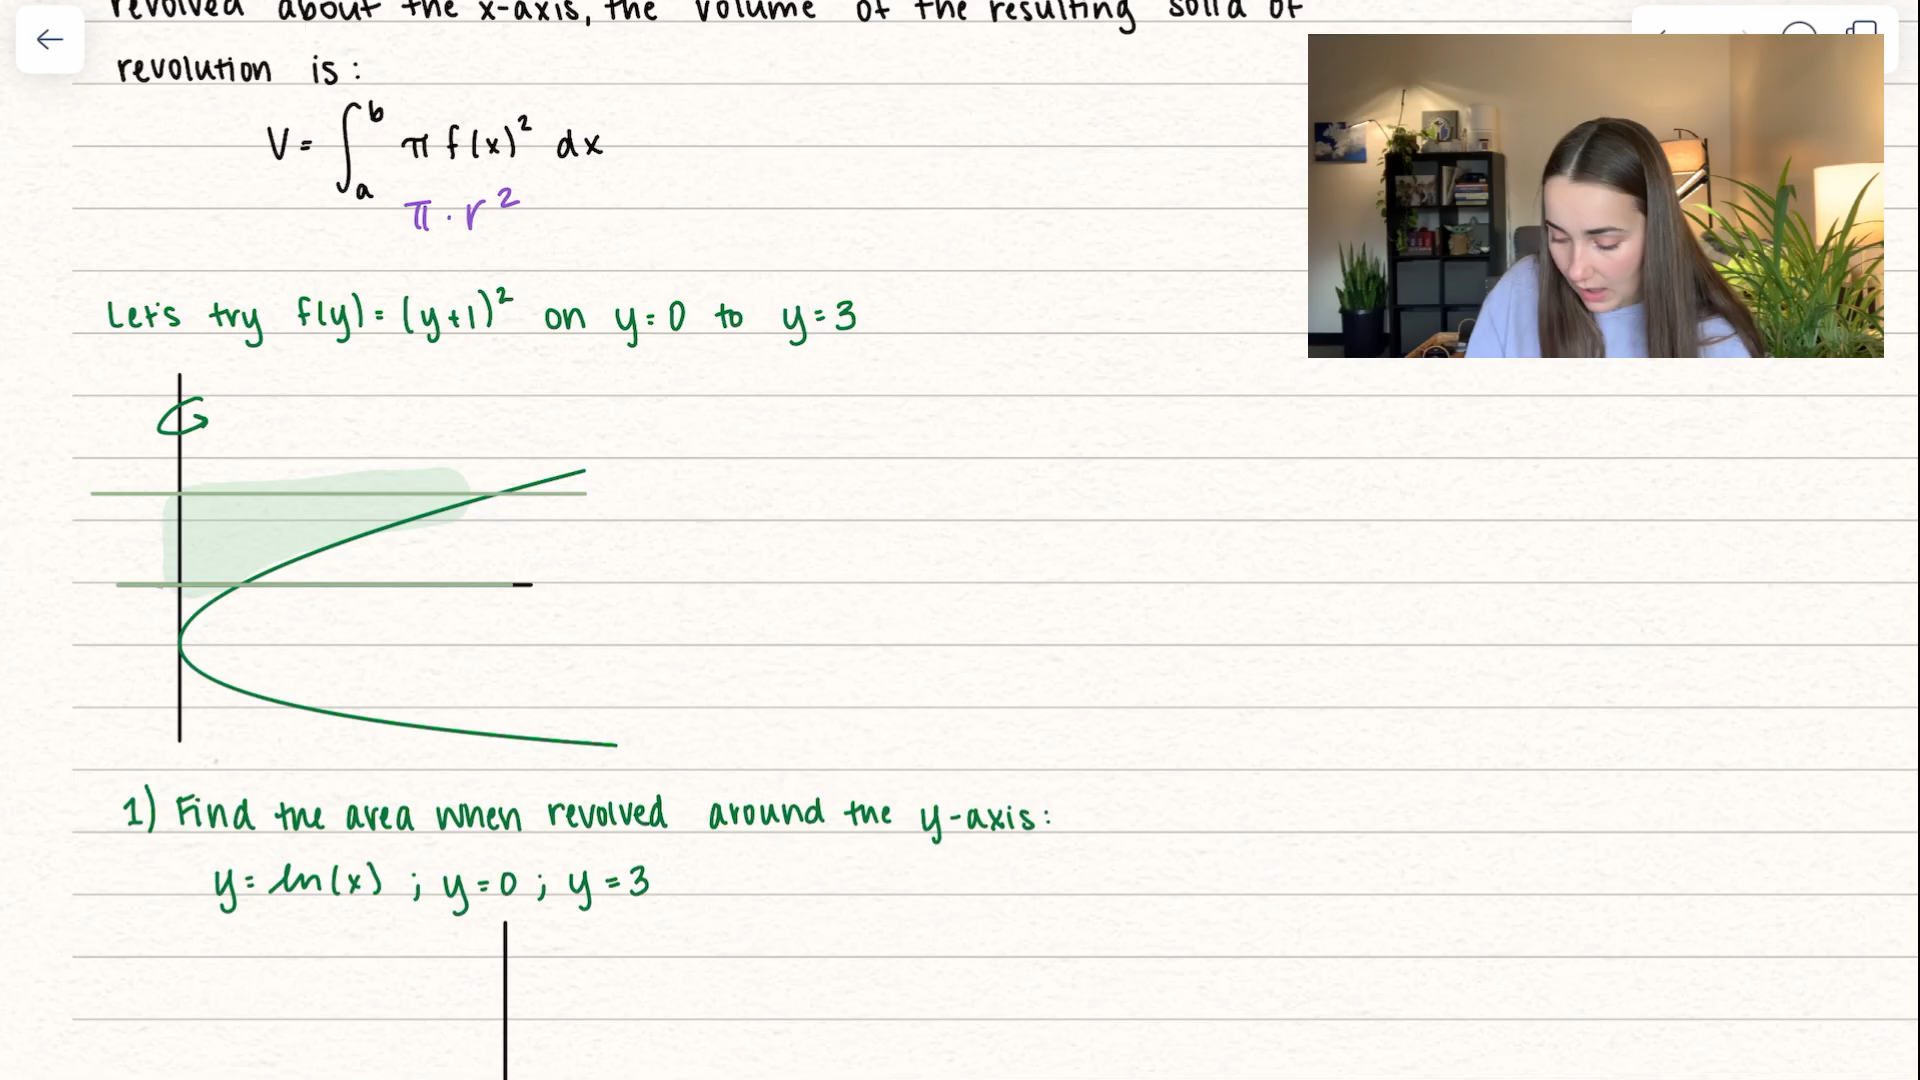 revolved about the x-axis, the volume of the resulting solid of
revolution is:
V = ∫_a^b π f(x)² dx
π · r²
Let's try f(y) = (y+1)² on y=0 to y=3
1) Find the area when revolved around the y-axis:
y = ln(x) ; y=0 ; y=3